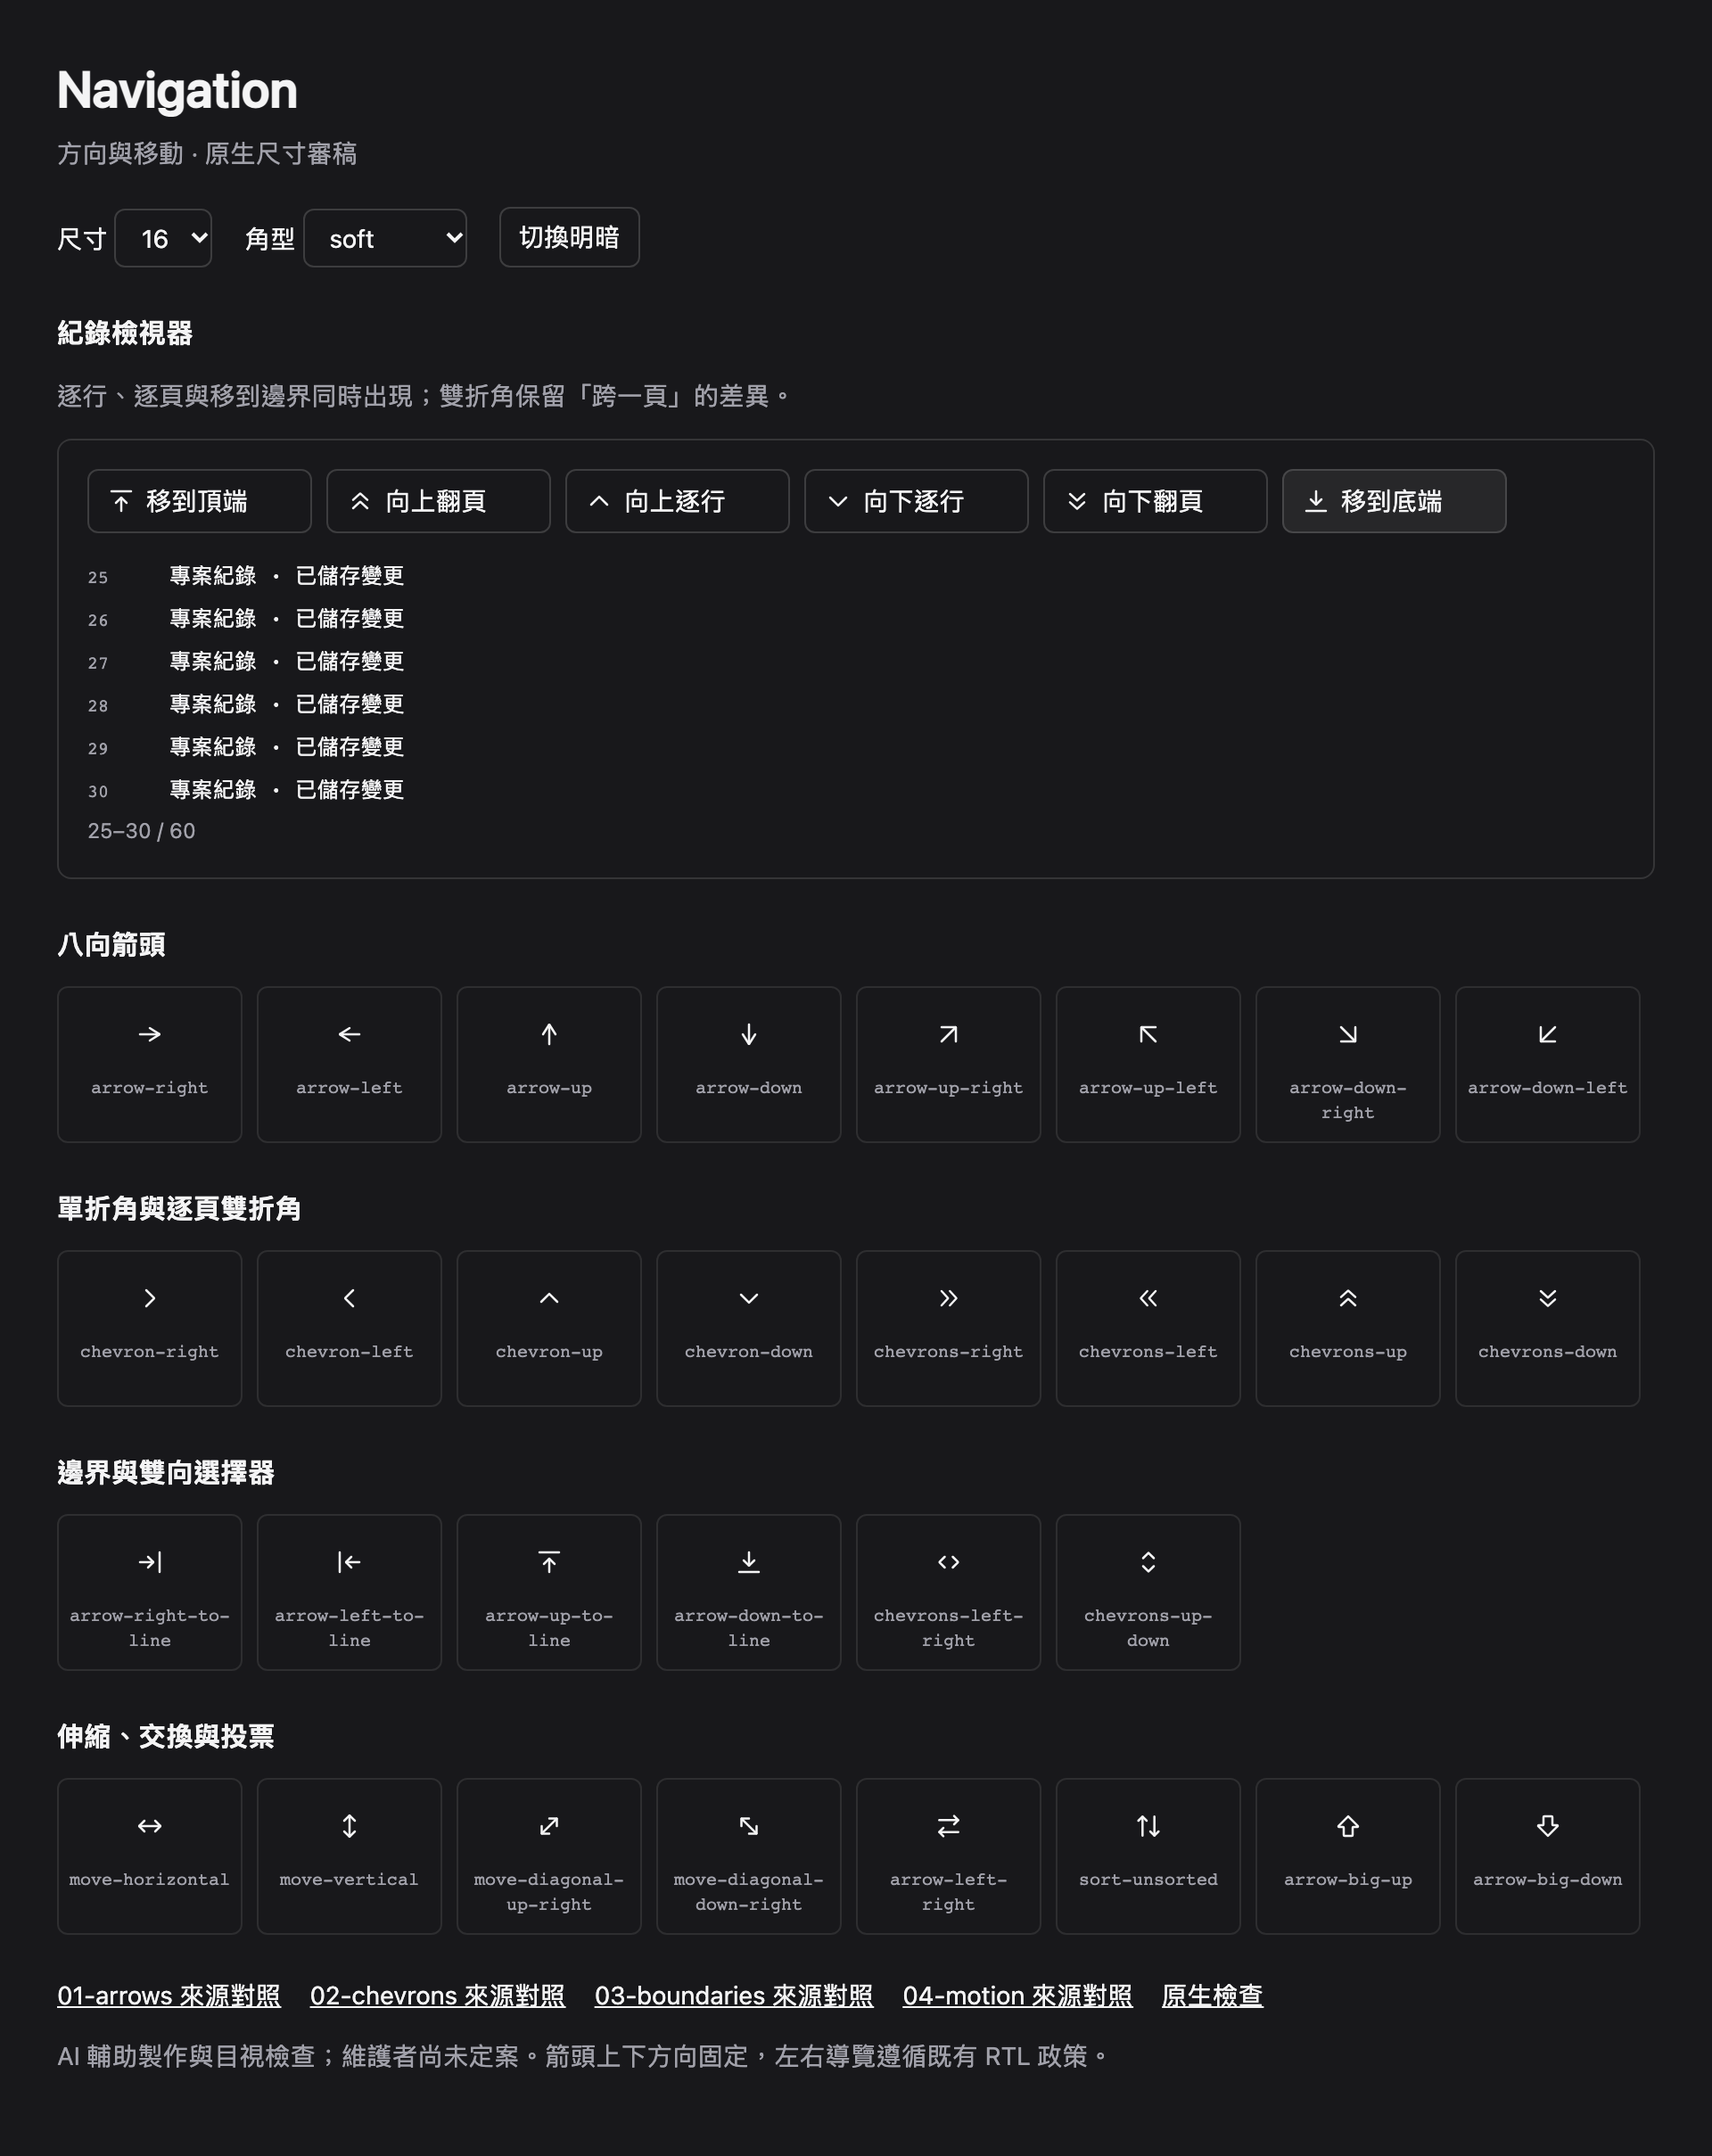 Navigation
方向與移動 · 原生尺寸審稿
尺寸 16 角型 soft 切換明暗
紀錄檢視器
逐行、逐頁與移到邊界同時出現；雙折角保留「跨一頁」的差異。
移到頂端 向上翻頁 向上逐行 向下逐行 向下翻頁 移到底端
25 專案紀錄 · 已儲存變更
26 專案紀錄 · 已儲存變更
27 專案紀錄 · 已儲存變更
28 專案紀錄 · 已儲存變更
29 專案紀錄 · 已儲存變更
30 專案紀錄 · 已儲存變更
25–30 / 60
八向箭頭
arrow-right
arrow-left
arrow-up
arrow-down
arrow-up-right
arrow-up-left
arrow-down-
right
arrow-down-left
單折角與逐頁雙折角
chevron-right
chevron-left
chevron-up
chevron-down
chevrons-right
chevrons-left
chevrons-up
chevrons-down
邊界與雙向選擇器
arrow-right-to-
line
arrow-left-to-
line
arrow-up-to-
line
arrow-down-to-
line
chevrons-left-
right
chevrons-up-
down
伸縮、交換與投票
move-horizontal
move-vertical
move-diagonal-
up-right
move-diagonal-
down-right
arrow-left-
right
sort-unsorted
arrow-big-up
arrow-big-down
01-arrows 來源對照 02-chevrons 來源對照 03-boundaries 來源對照 04-motion 來源對照 原生檢查
AI 輔助製作與目視檢查；維護者尚未定案。箭頭上下方向固定，左右導覽遵循既有 RTL 政策。